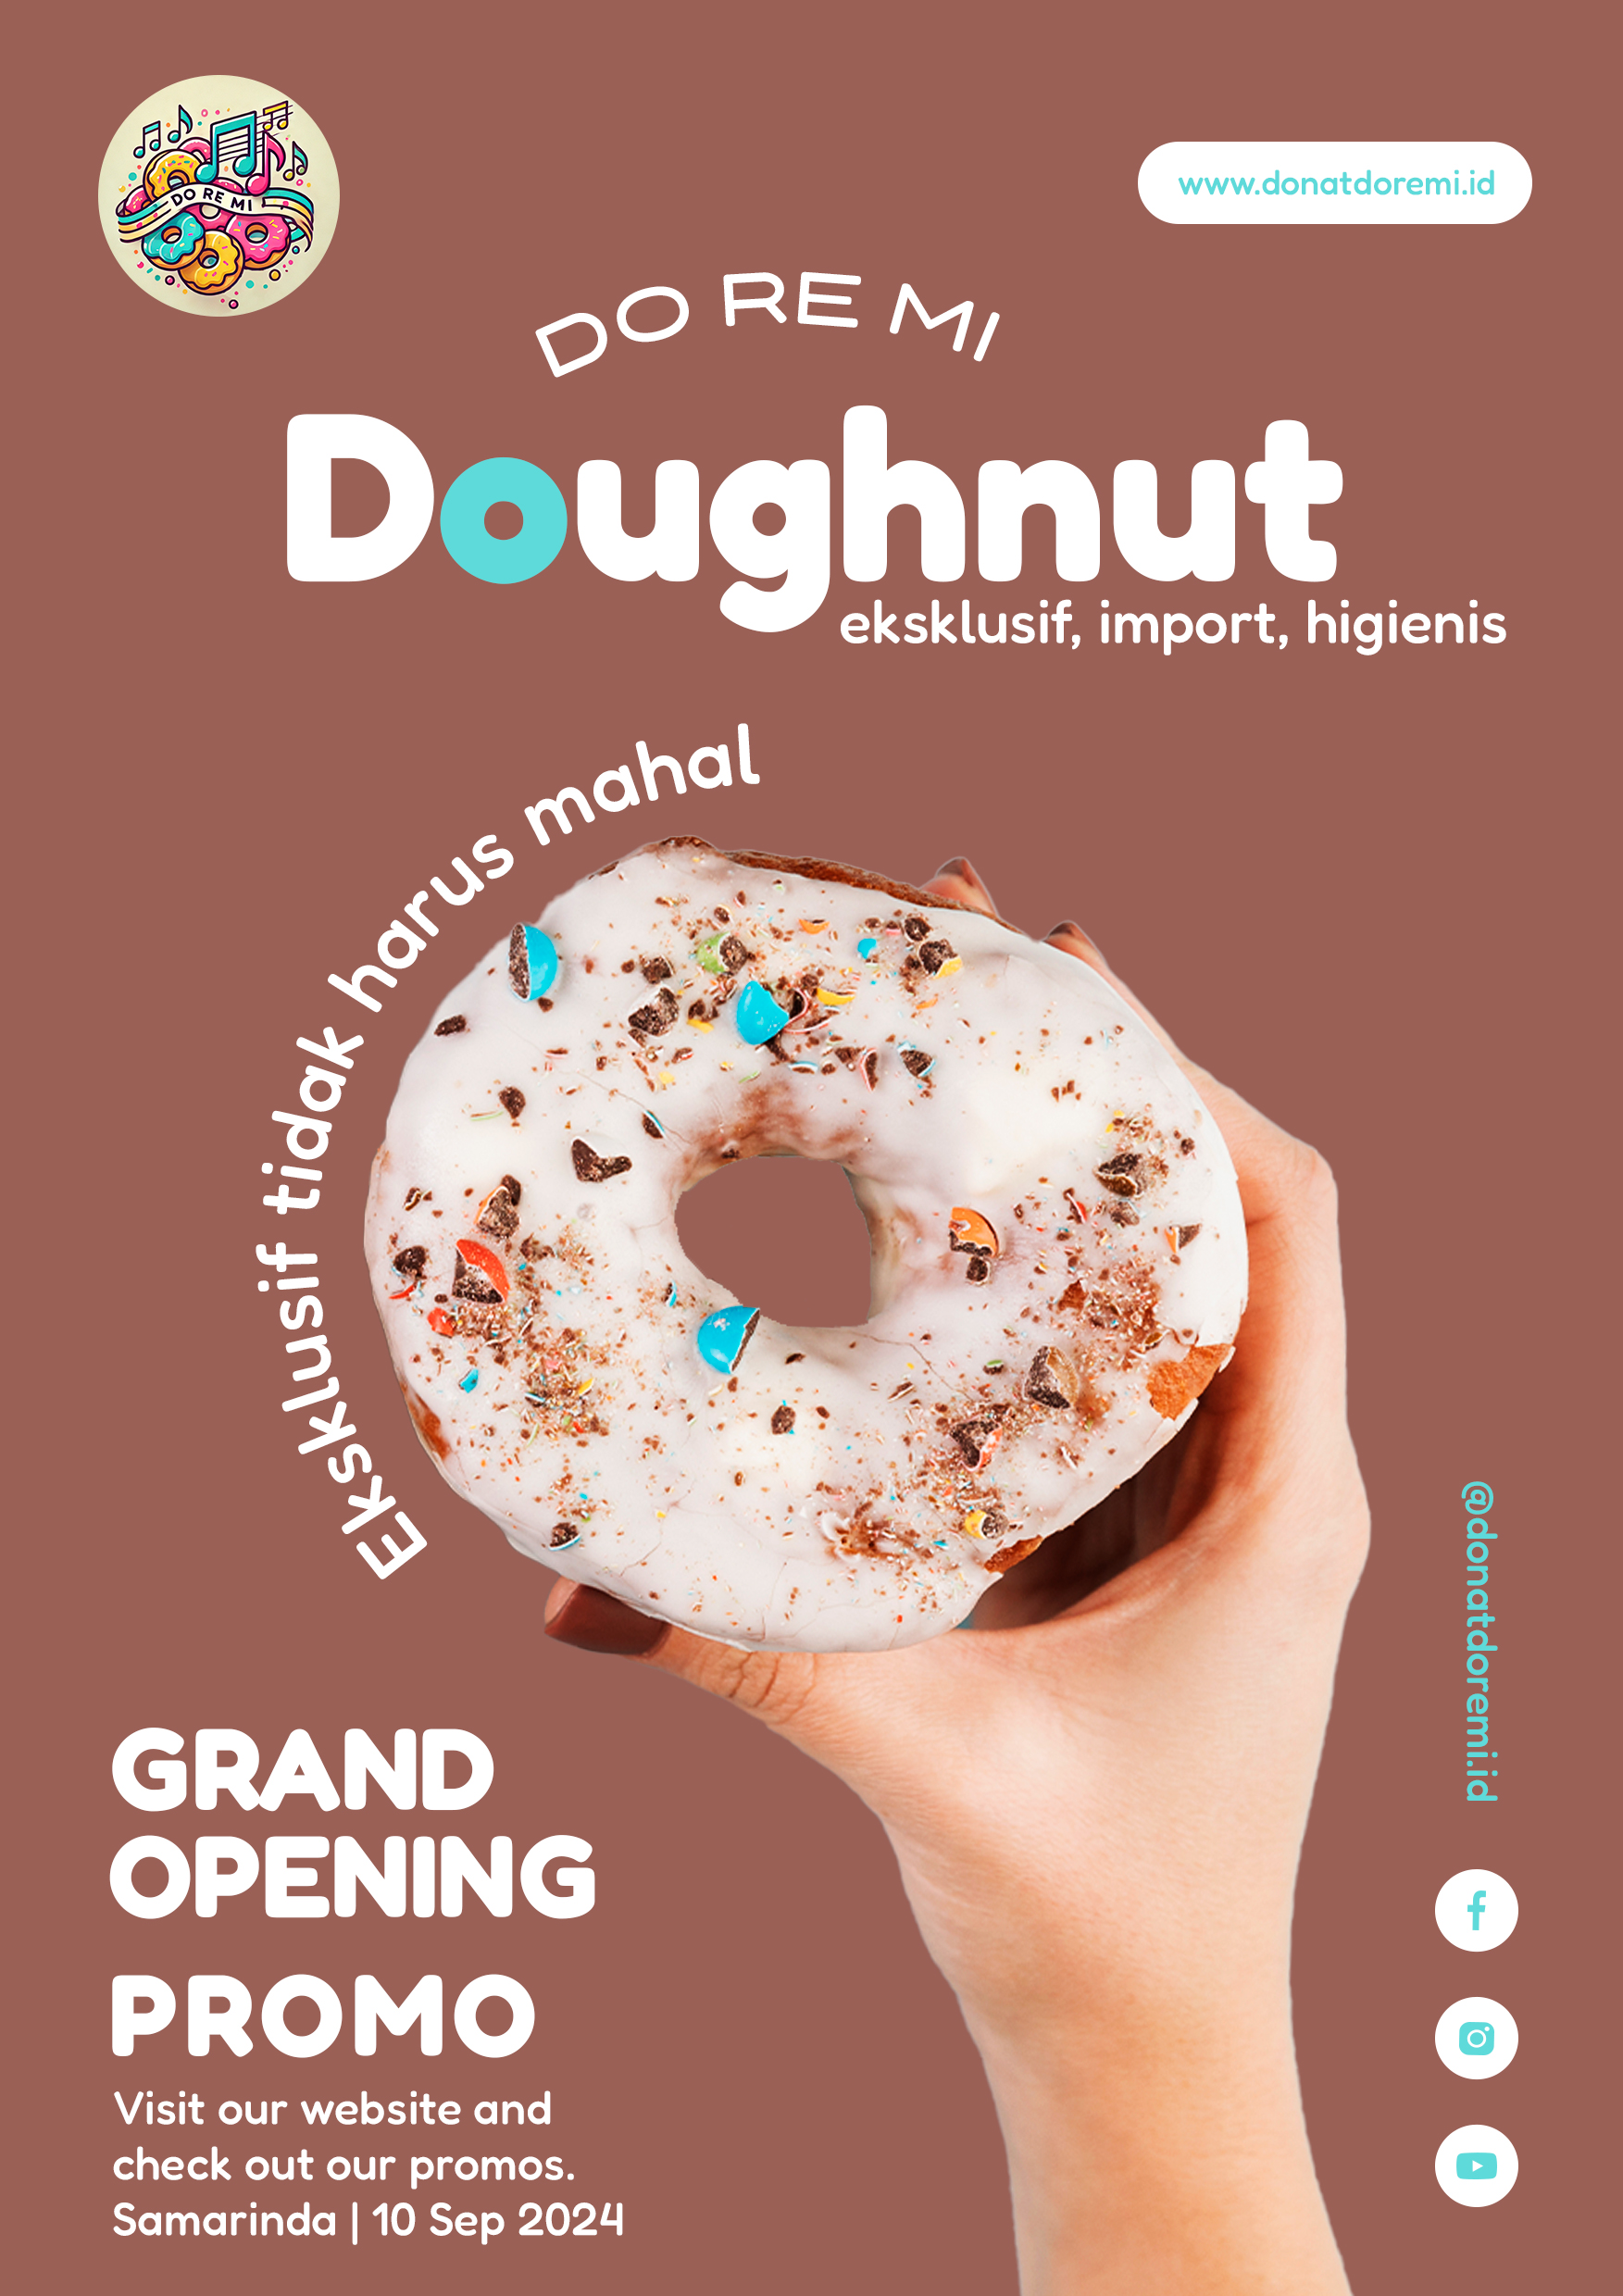 DO RE MI
www.donatdoremi.id
DO RE MI
Doughnut
eksklusif, import, higienis
Eksklusif tidak harus mahal
@donatdoremi.id
GRAND
OPENING
PROMO
Visit our website and
check out our promos.
Samarinda | 10 Sep 2024